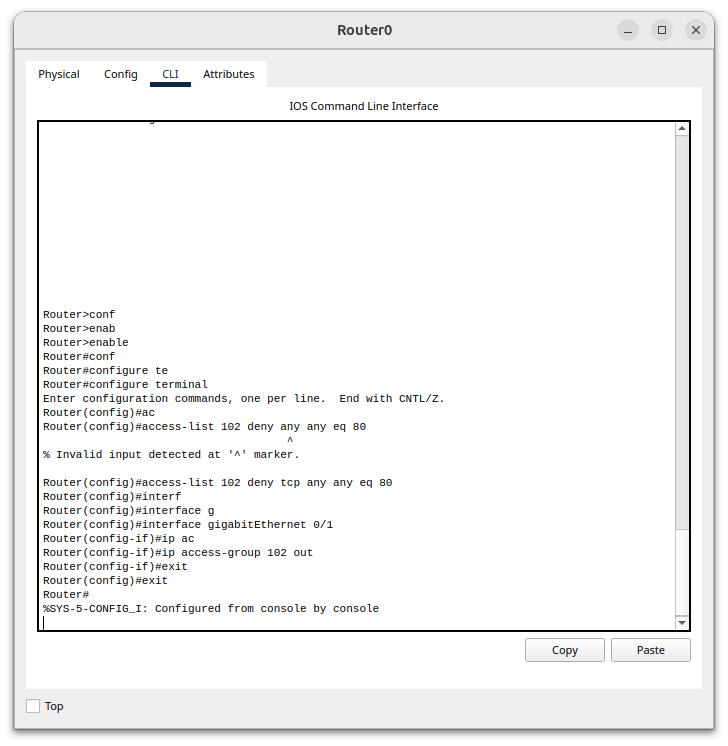 Router0
Physical Config CLI Attributes
IOS Command Line Interface
Router>conf
Router>enab
Router>enable
Router#conf
Router#configure te
Router#configure terminal
Enter configuration commands, one per line.  End with CNTL/Z.
Router(config)#ac
Router(config)#access-list 102 deny any any eq 80
^
% Invalid input detected at '^' marker.
Router(config)#access-list 102 deny tcp any any eq 80
Router(config)#interf
Router(config)#interface g
Router(config)#interface gigabitEthernet 0/1
Router(config-if)#ip ac
Router(config-if)#ip access-group 102 out
Router(config-if)#exit
Router(config)#exit
Router#
%SYS-5-CONFIG_I: Configured from console by console
Copy Paste
Top